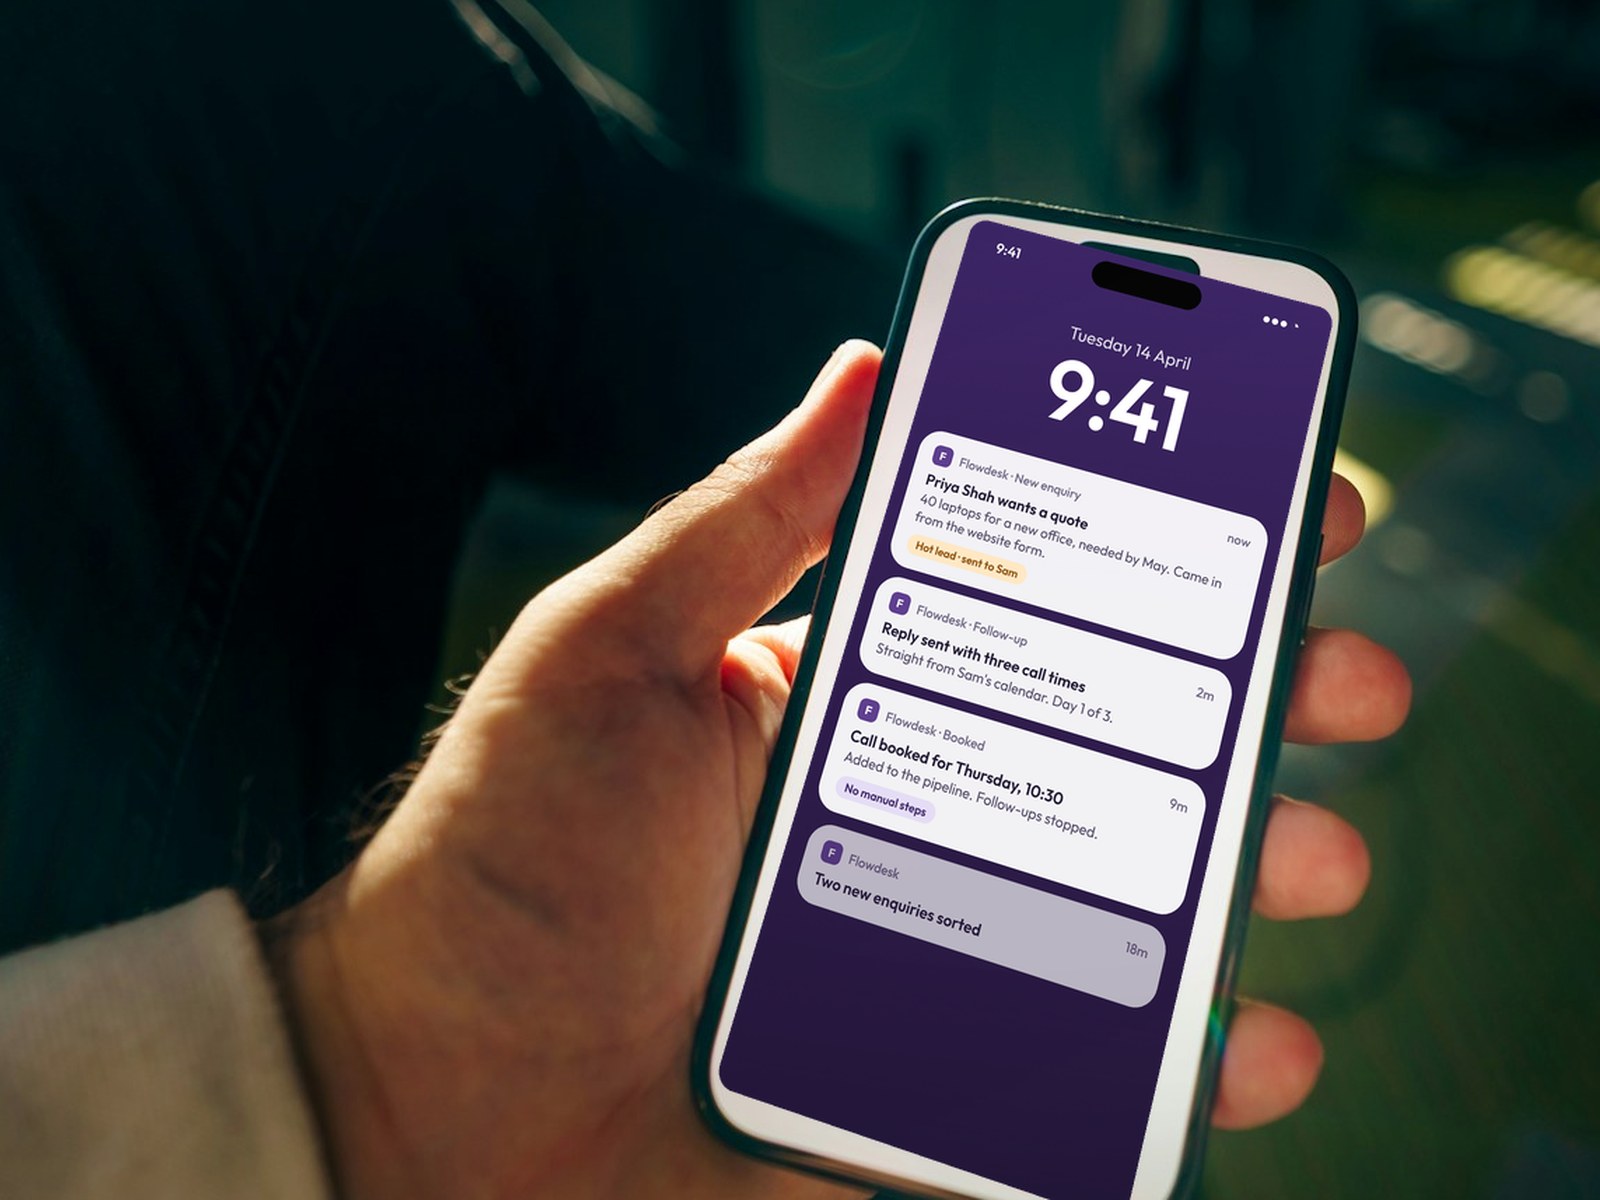 9:41
Tuesday 14 April
9:41
F Flowdesk · New enquiry
now
Priya Shah wants a quote
40 laptops for a new office, needed by May. Came in
from the website form.
Hot lead · sent to Sam
F Flowdesk · Follow-up
2m
Reply sent with three call times
Straight from Sam's calendar. Day 1 of 3.
F Flowdesk · Booked
9m
Call booked for Thursday, 10:30
Added to the pipeline. Follow-ups stopped.
No manual steps
F Flowdesk
18m
Two new enquiries sorted